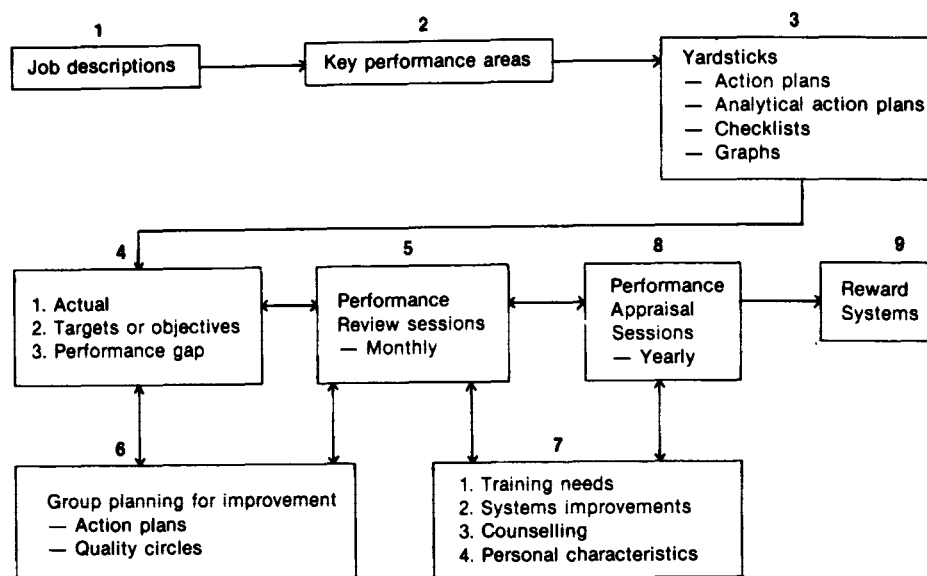 1
Job descriptions
2
Key performance areas
3
Yardsticks
— Action plans
— Analytical action plans
— Checklists
— Graphs
4
1. Actual
2. Targets or objectives
3. Performance gap
5
Performance
Review sessions
— Monthly
8
Performance
Appraisal
Sessions
— Yearly
9
Reward
Systems
6
Group planning for improvement
— Action plans
— Quality circles
7
1. Training needs
2. Systems improvements
3. Counselling
4. Personal characteristics